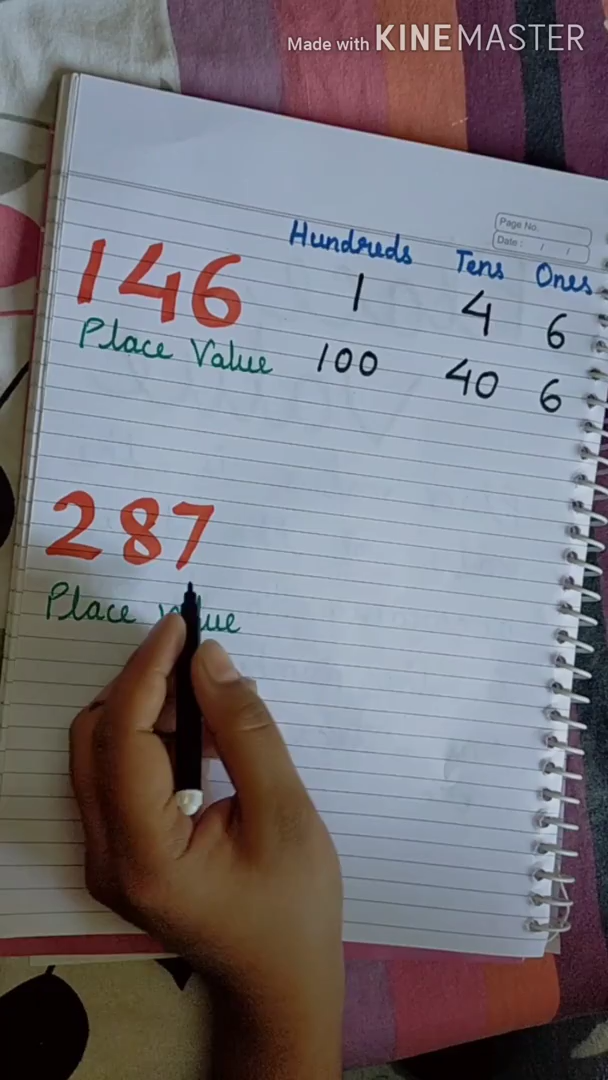 Made with KINEMASTER
Page No.
Date : / /
Hundreds Tens Ones
146 1 4 6
Place Value 100 40 6
287
Place Value